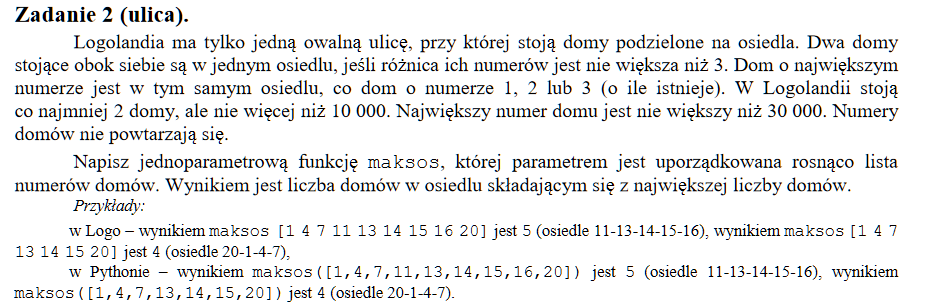 Zadanie 2 (ulica).
Logolandia ma tylko jedną owalną ulicę, przy której stoją domy podzielone na osiedla. Dwa domy
stojące obok siebie są w jednym osiedlu, jeśli różnica ich numerów jest nie większa niż 3. Dom o największym
numerze jest w tym samym osiedlu, co dom o numerze 1, 2 lub 3 (o ile istnieje). W Logolandii stoją
co najmniej 2 domy, ale nie więcej niż 10 000. Największy numer domu jest nie większy niż 30 000. Numery
domów nie powtarzają się.
Napisz jednoparametrową funkcję maksos, której parametrem jest uporządkowana rosnąco lista
numerów domów. Wynikiem jest liczba domów w osiedlu składającym się z największej liczby domów.
Przykłady:
w Logo – wynikiem maksos [1 4 7 11 13 14 15 16 20] jest 5 (osiedle 11-13-14-15-16), wynikiem maksos [1 4 7
13 14 15 20] jest 4 (osiedle 20-1-4-7),
w Pythonie – wynikiem maksos([1,4,7,11,13,14,15,16,20]) jest 5 (osiedle 11-13-14-15-16), wynikiem
maksos([1,4,7,13,14,15,20]) jest 4 (osiedle 20-1-4-7).